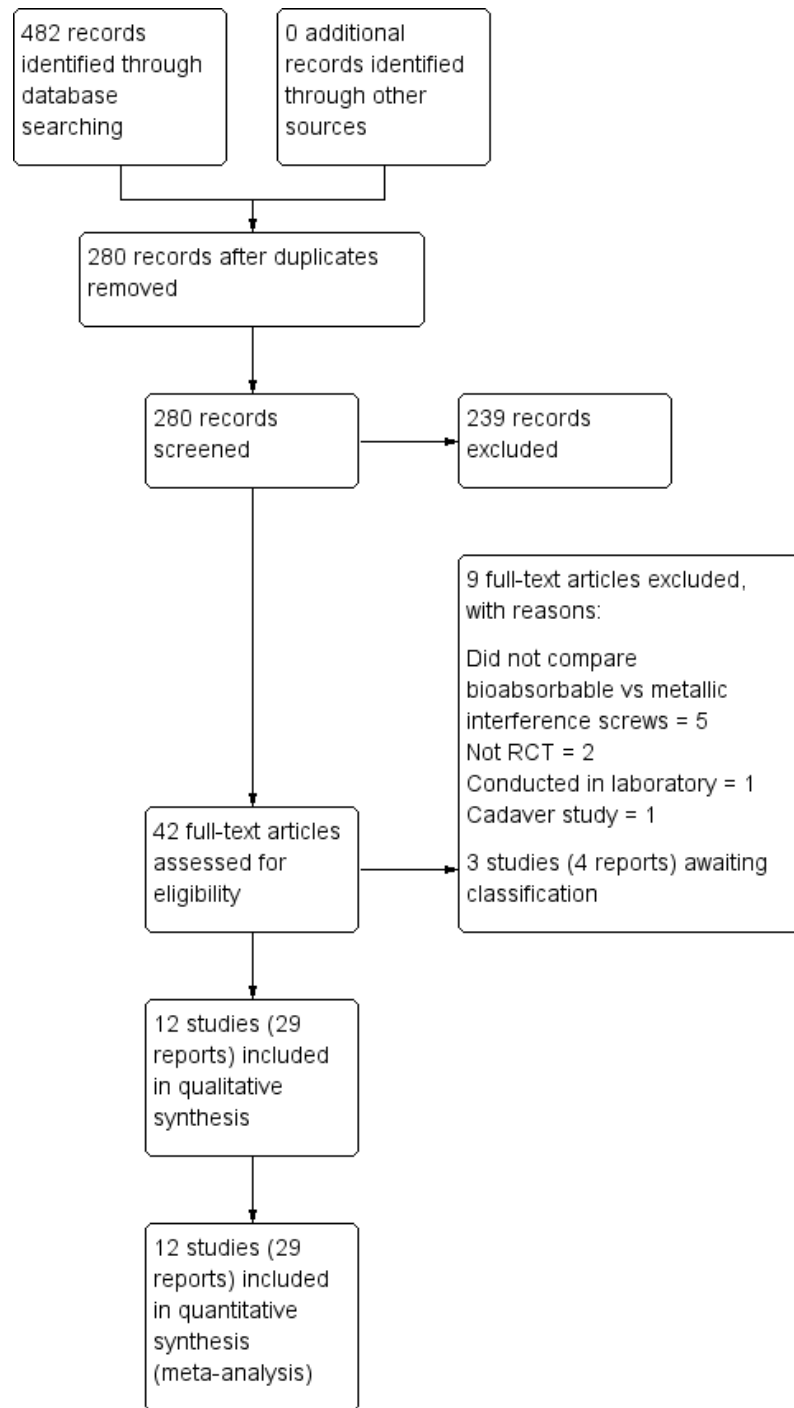 482 records
identified through
database
searching
0 additional
records identified
through other
sources
280 records after duplicates
removed
280 records
screened
239 records
excluded
9 full-text articles excluded,
with reasons:
Did not compare
bioabsorbable vs metallic
interference screws = 5
Not RCT = 2
Conducted in laboratory = 1
Cadaver study = 1
3 studies (4 reports) awaiting
classification
42 full-text articles
assessed for
eligibility
12 studies (29
reports) included
in qualitative
synthesis
12 studies (29
reports) included
in quantitative
synthesis
(meta-analysis)